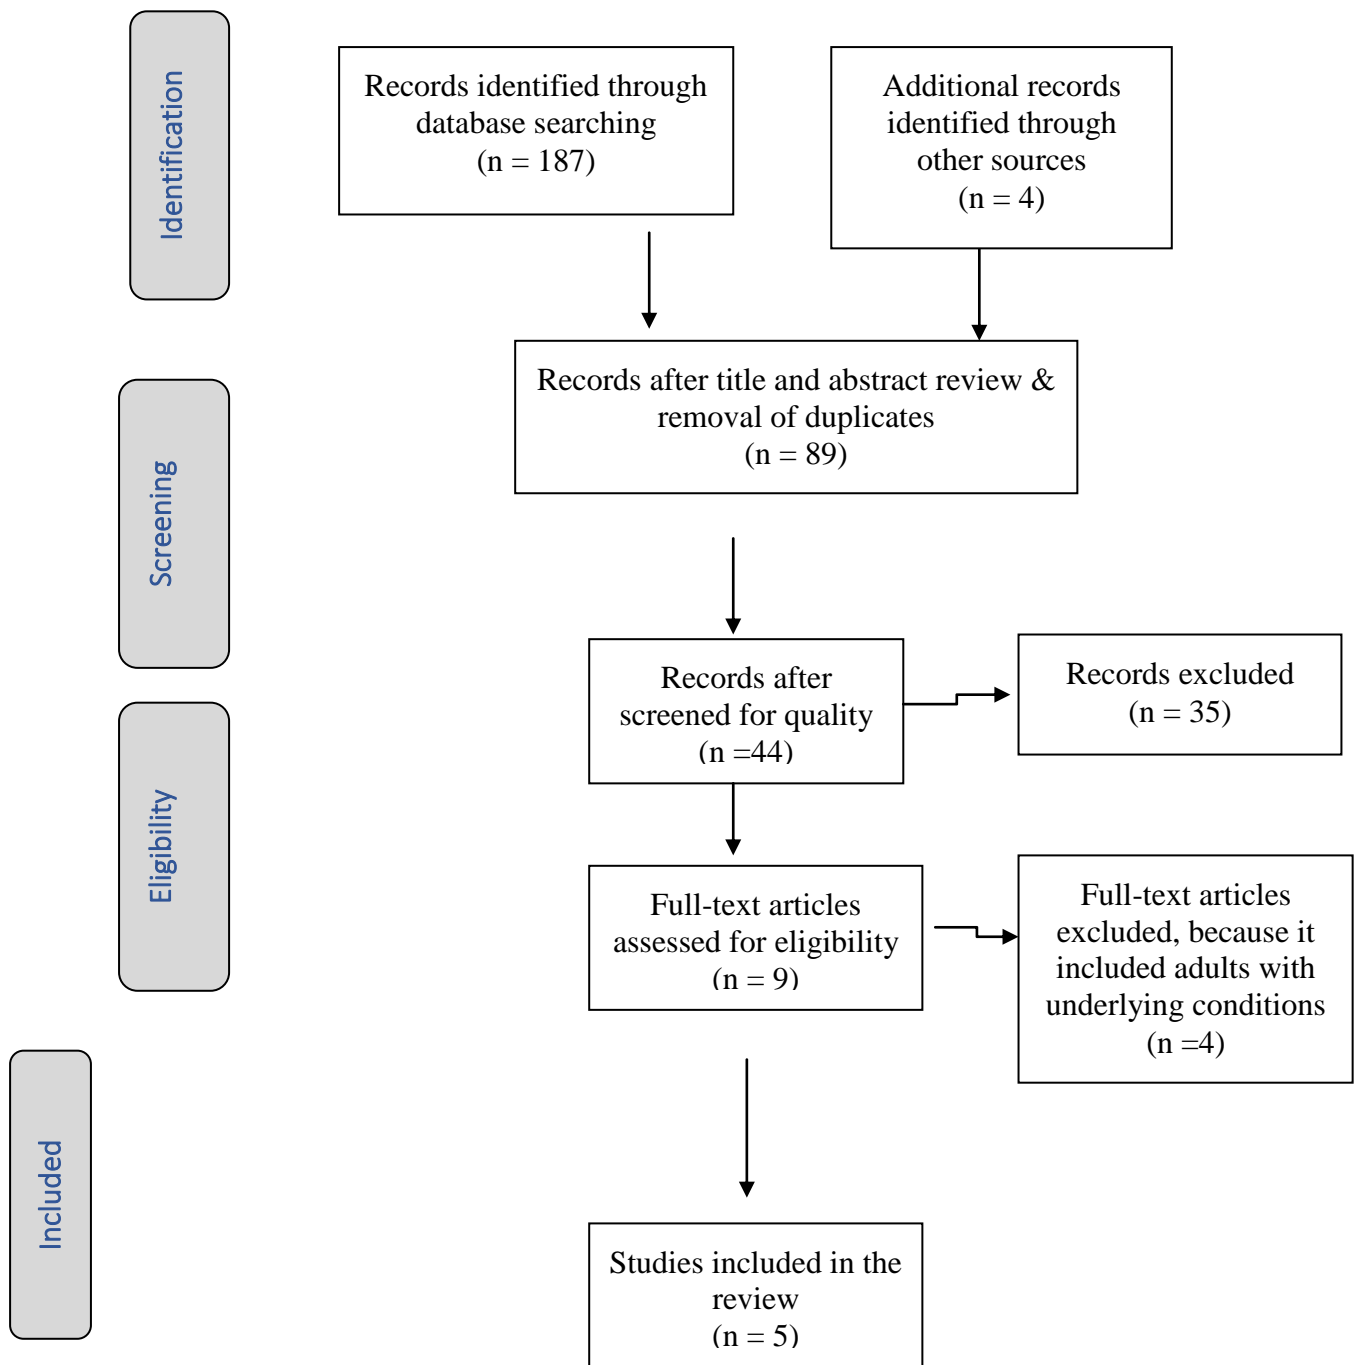 Identification
Records identified through
database searching
(n = 187)
Additional records
identified through
other sources
(n = 4)
Records after title and abstract review &
removal of duplicates
(n = 89)
Screening
Records after
screened for quality
(n =44)
Records excluded
(n = 35)
Eligibility
Full-text articles
assessed for eligibility
(n = 9)
Full-text articles
excluded, because it
included adults with
underlying conditions
(n =4)
Included
Studies included in the
review
(n = 5)